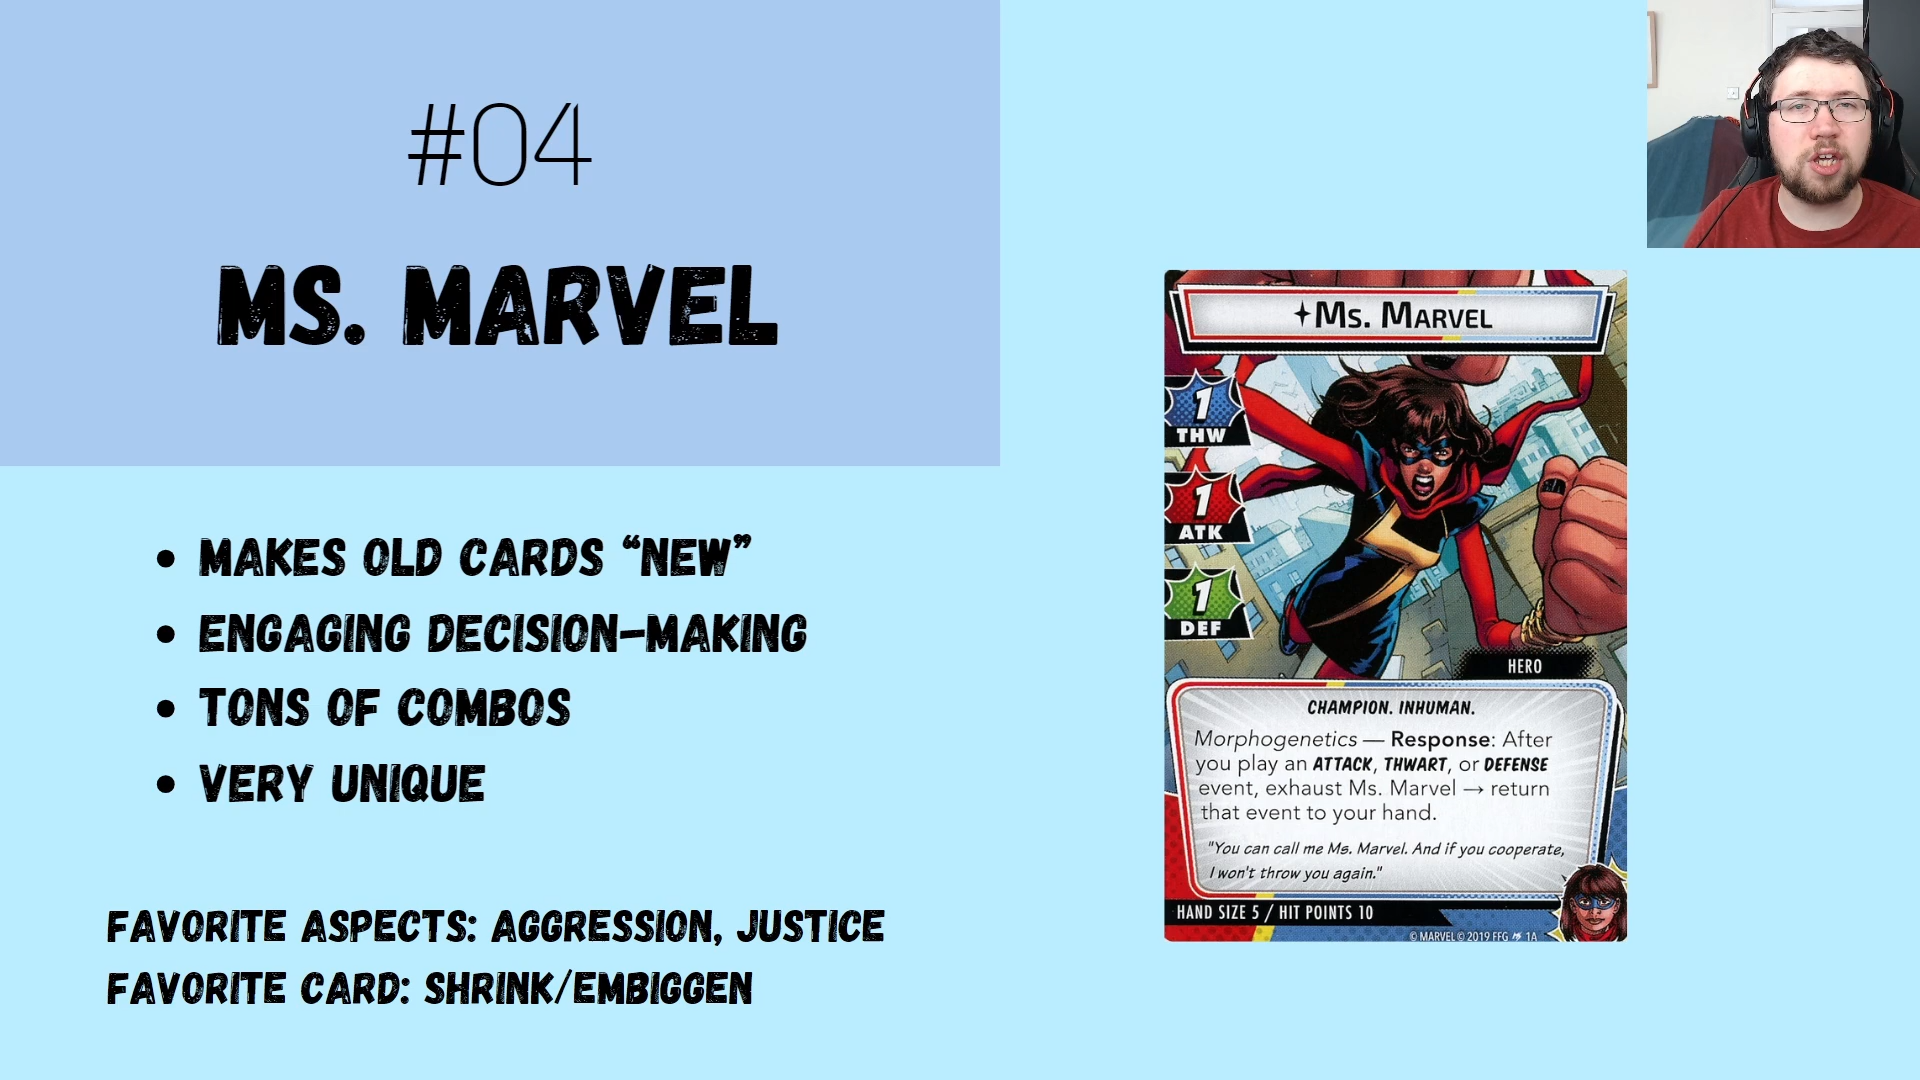 #04
MS. MARVEL
• MAKES OLD CARDS “NEW”
• ENGAGING DECISION-MAKING
• TONS OF COMBOS
• VERY UNIQUE
FAVORITE ASPECTS: AGGRESSION, JUSTICE
FAVORITE CARD: SHRINK/EMBIGGEN
MS. MARVEL
1
THW
1
ATK
1
DEF
HERO
CHAMPION. INHUMAN.
Morphogenetics — Response: After
you play an ATTACK, THWART, or DEFENSE
event, exhaust Ms. Marvel → return
that event to your hand.
"You can call me Ms. Marvel. And if you cooperate,
I won't throw you again."
HAND SIZE 5 / HIT POINTS 10
© MARVEL © 2019 FFG 1A